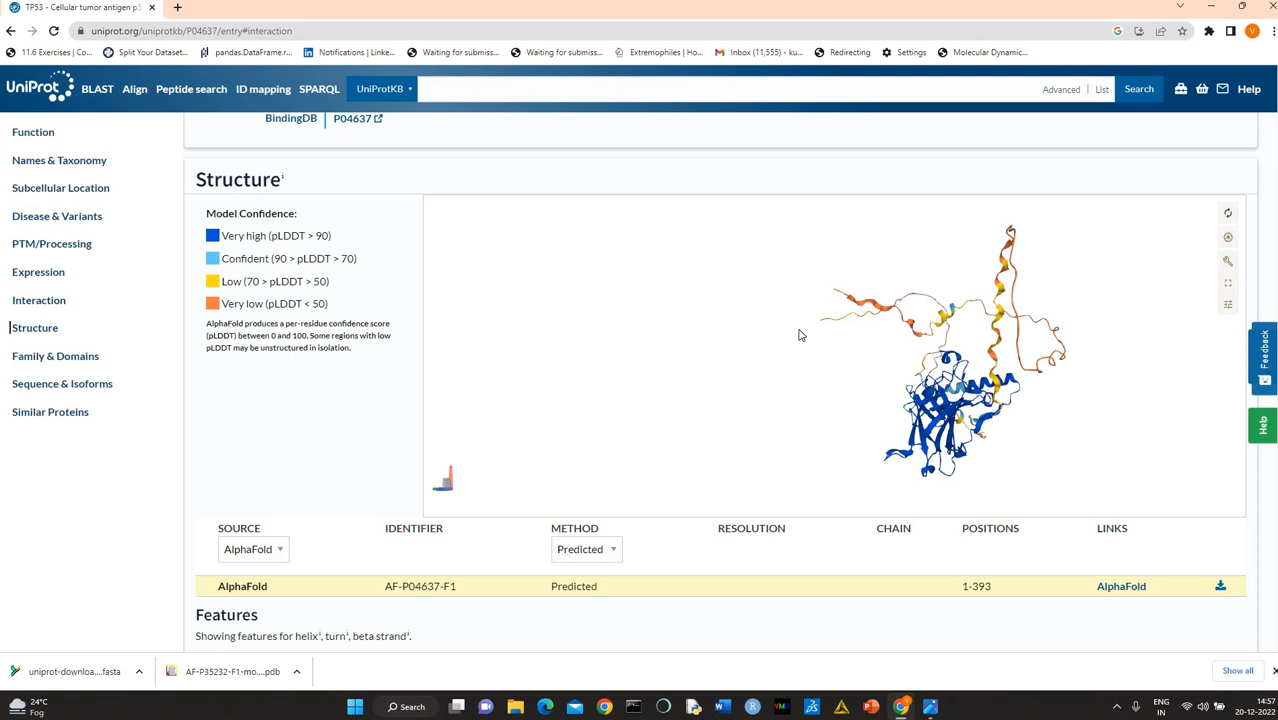 TP53 - Cellular tumor antigen p5
uniprot.org/uniprotkb/P04637/entry#interaction
11.6 Exercises | Co... Split Your Dataset... pandas.DataFrame.r... Notifications | Linke... Waiting for submiss... Waiting for submiss... Extremophiles | Ho... Inbox (11,555) - ku... Redirecting Settings Molecular Dynamic...
UniProt BLAST Align Peptide search ID mapping SPARQL UniProtKB Advanced | List Search Help
BindingDB P04637
Function
Names & Taxonomy
Subcellular Location
Disease & Variants
PTM/Processing
Expression
Interaction
Structure
Family & Domains
Sequence & Isoforms
Similar Proteins
Structure i
Model Confidence:
Very high (pLDDT > 90)
Confident (90 > pLDDT > 70)
Low (70 > pLDDT > 50)
Very low (pLDDT < 50)
AlphaFold produces a per-residue confidence score
(pLDDT) between 0 and 100. Some regions with low
pLDDT may be unstructured in isolation.
Feedback
Help
SOURCE IDENTIFIER METHOD RESOLUTION CHAIN POSITIONS LINKS
AlphaFold Predicted
AlphaFold AF-P04637-F1 Predicted 1-393 AlphaFold
Features
Showing features for helix i, turn i, beta strand i.
uniprot-downloa....fasta AF-P35232-F1-mo....pdb Show all
24°C
Fog
Search
ENG
IN
14:57
20-12-2022